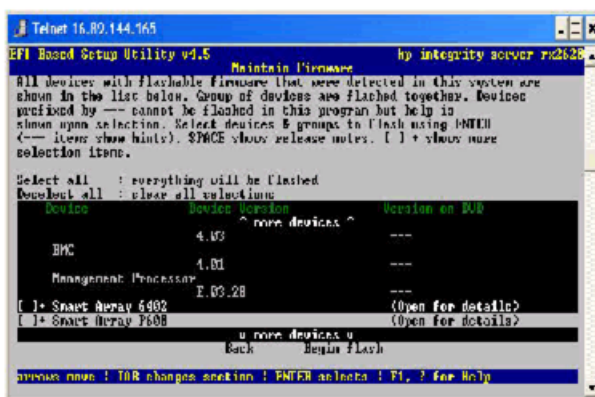 Telnet 16.89.144.165
EFI Based Setup Utility v4.5 hp integrity server rx2620
Maintain Firmware
All devices with flashable firmware that were detected in this system are
shown in the list below. Group of devices are flashed together. Devices
prefixed by --- cannot be flashed in this program but help is
shown upon selection. Select devices & groups to flash using ENTER
(--- items show hints). SPACE shows release notes. [ ] + shows more
selection items.
Select all : everything will be flashed
Deselect all : clear all selections
Device Device Version Version on DVD
^ more devices ^
4.03 ---
BMC
4.01 ---
Management Processor
E.03.28 ---
[ ]+ Smart Array 6402 (Open for details)
[ ]+ Smart Array P600 (Open for details)
v more devices v
Back Begin flash
arrows move | TAB changes section | ENTER selects | F1, ? for Help